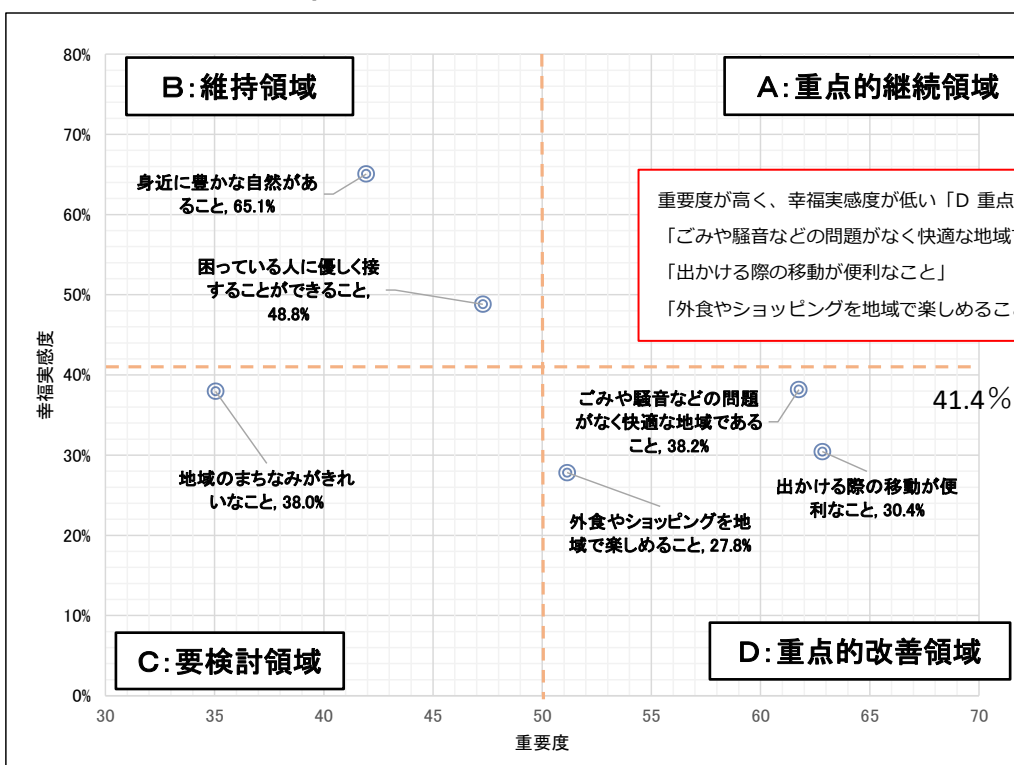 80%
70%
60%
50%
40%
30%
20%
10%
0%
幸福実感度
B:維持領域
A:重点的継続領域
身近に豊かな自然があ
ること, 65.1%
困っている人に優しく接
することができること,
48.8%
重要度が高く、幸福実感度が低い「D 重点
「ごみや騒音などの問題がなく快適な地域
「出かける際の移動が便利なこと」
「外食やショッピングを地域で楽しめるこ
41.4%
ごみや騒音などの問題
がなく快適な地域である
こと, 38.2%
地域のまちなみがきれ
いなこと, 38.0%
外食やショッピングを地
域で楽しめること, 27.8%
出かける際の移動が便
利なこと, 30.4%
C:要検討領域
D:重点的改善領域
30 35 40 45 50 55 60 65 70
重要度